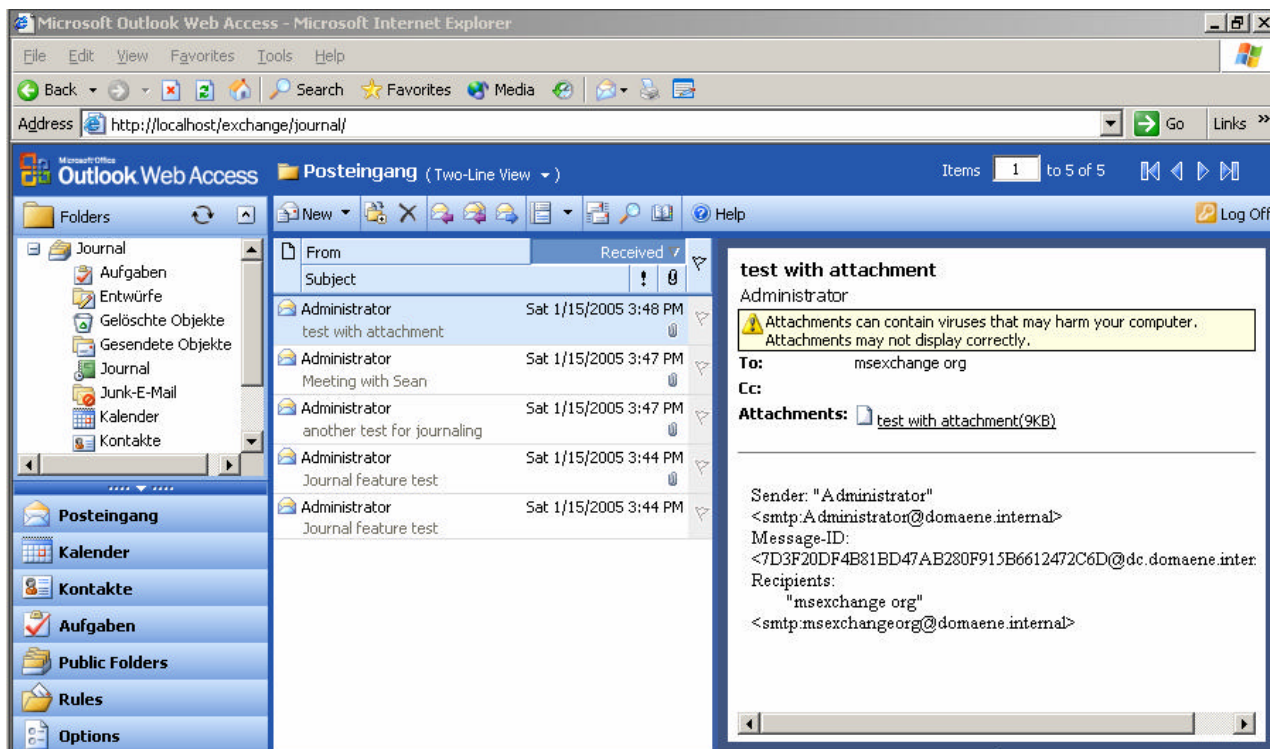 Microsoft Outlook Web Access - Microsoft Internet Explorer
File Edit View Favorites Tools Help
Back Search Favorites Media
Address http://localhost/exchange/journal/ Go Links »
Microsoft Office
Outlook Web Access Posteingang (Two-Line View) Items 1 to 5 of 5
Folders New Help Log Off
Journal
Aufgaben
Entwürfe
Gelöschte Objekte
Gesendete Objekte
Journal
Junk-E-Mail
Kalender
Kontakte
Posteingang
Kalender
Kontakte
Aufgaben
Public Folders
Rules
Options
From Received
Subject
Administrator Sat 1/15/2005 3:48 PM
test with attachment
Administrator Sat 1/15/2005 3:47 PM
Meeting with Sean
Administrator Sat 1/15/2005 3:47 PM
another test for journaling
Administrator Sat 1/15/2005 3:44 PM
Journal feature test
Administrator Sat 1/15/2005 3:44 PM
Journal feature test
test with attachment
Administrator
Attachments can contain viruses that may harm your computer.
Attachments may not display correctly.
To: msexchange org
Cc:
Attachments: test with attachment(9KB)
Sender: "Administrator"
<smtp:Administrator@domaene.internal>
Message-ID:
<7D3F20DF4B81BD47AB280F915B6612472C6D@dc.domaene.inter
Recipients:
"msexchange org"
<smtp:msexchangeorg@domaene.internal>